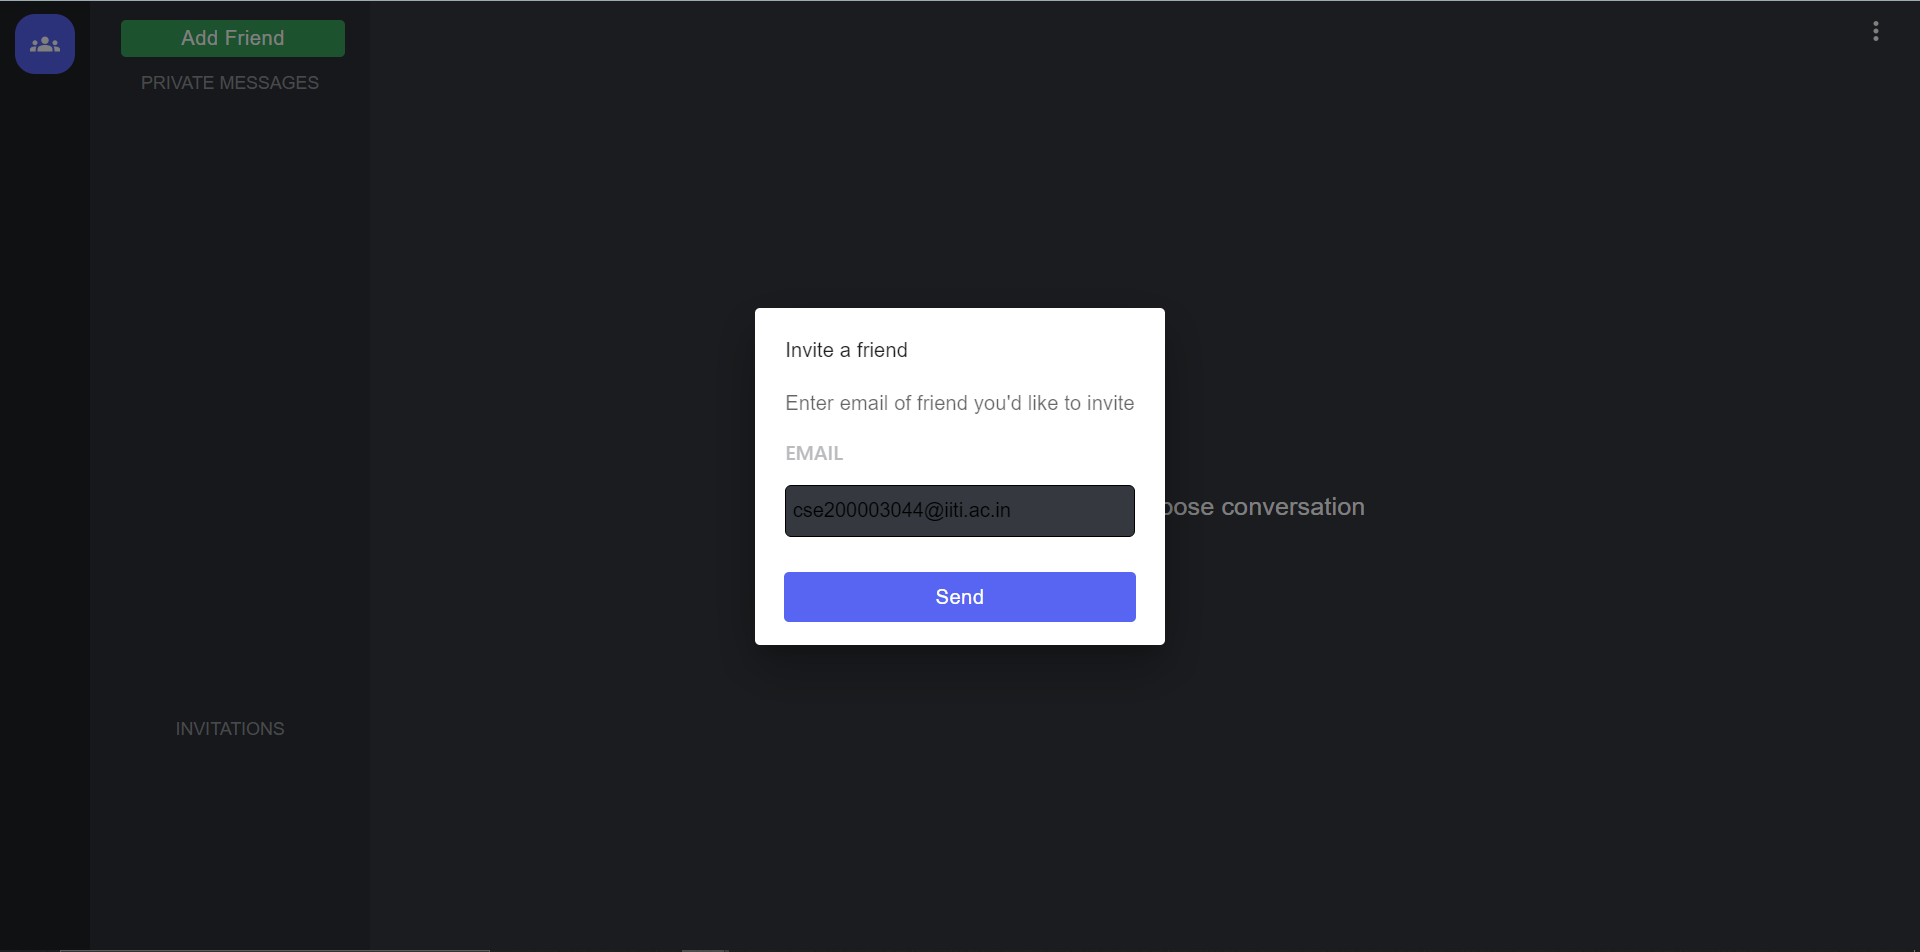 Add Friend
PRIVATE MESSAGES
Invite a friend
Enter email of friend you'd like to invite
EMAIL
cse200003044@iiti.ac.in
conversation
Send
INVITATIONS